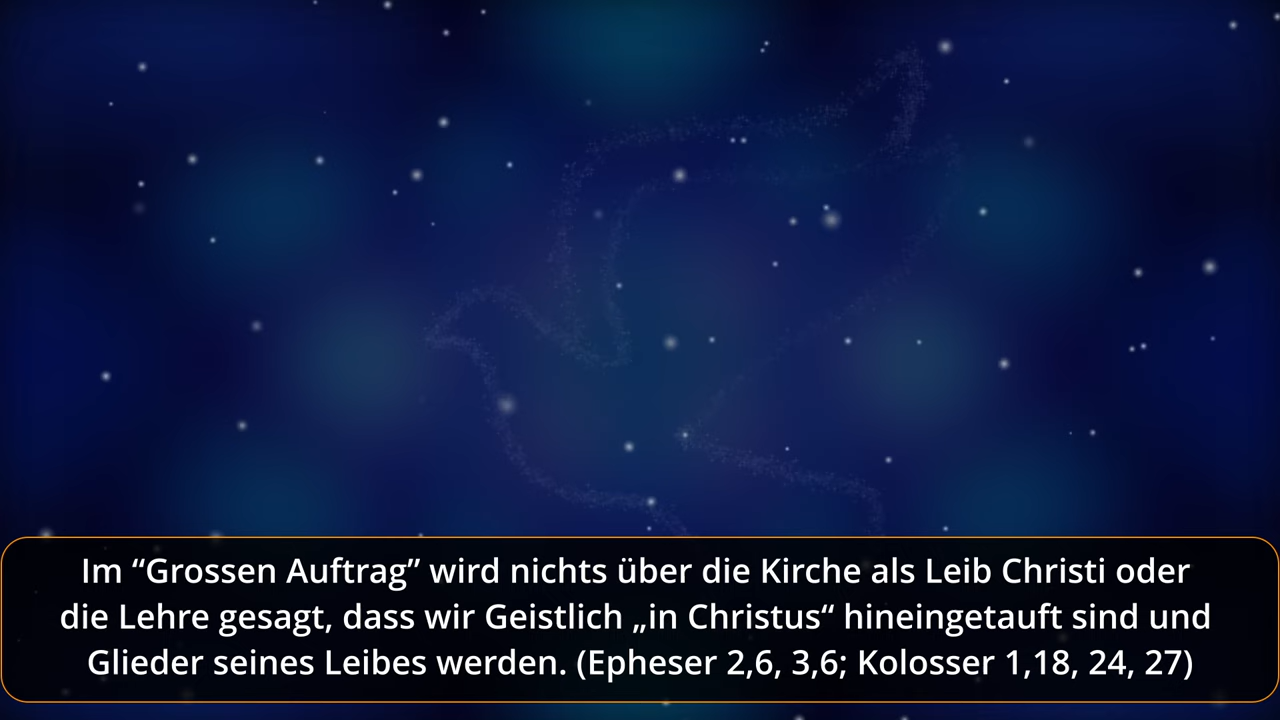 Im “Grossen Auftrag” wird nichts über die Kirche als Leib Christi oder
die Lehre gesagt, dass wir Geistlich „in Christus“ hineingetauft sind und
Glieder seines Leibes werden. (Epheser 2,6, 3,6; Kolosser 1,18, 24, 27)